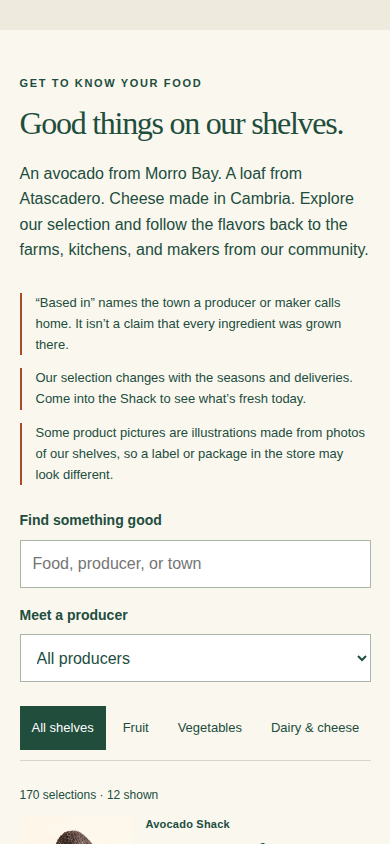 GET TO KNOW YOUR FOOD
Good things on our shelves.
An avocado from Morro Bay. A loaf from
Atascadero. Cheese made in Cambria. Explore
our selection and follow the flavors back to the
farms, kitchens, and makers from our community.
“Based in” names the town a producer or maker calls
home. It isn’t a claim that every ingredient was grown
there.
Our selection changes with the seasons and deliveries.
Come into the Shack to see what’s fresh today.
Some product pictures are illustrations made from photos
of our shelves, so a label or package in the store may
look different.
Find something good
Food, producer, or town
Meet a producer
All producers
All shelves Fruit Vegetables Dairy & cheese
170 selections · 12 shown
Avocado Shack